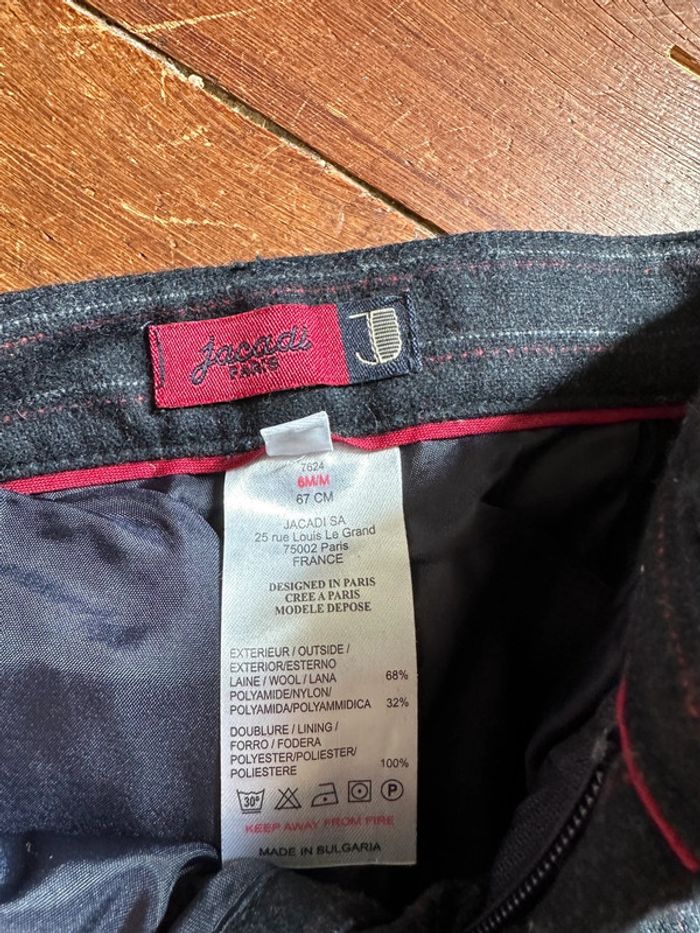 Jacadi
PARIS
J
7624
6M/M
67 CM
JACADI SA
25 rue Louis Le Grand
75002 Paris
FRANCE
DESIGNED IN PARIS
CREE A PARIS
MODELE DEPOSE
EXTERIEUR / OUTSIDE /
EXTERIOR/ESTERNO
LAINE / WOOL / LANA 68%
POLYAMIDE/NYLON/
POLYAMIDA/POLYAMMIDICA 32%
DOUBLURE / LINING /
FORRO / FODERA
POLYESTER/POLIESTER/
POLIESTERE 100%
30° P
KEEP AWAY FROM FIRE
MADE IN BULGARIA